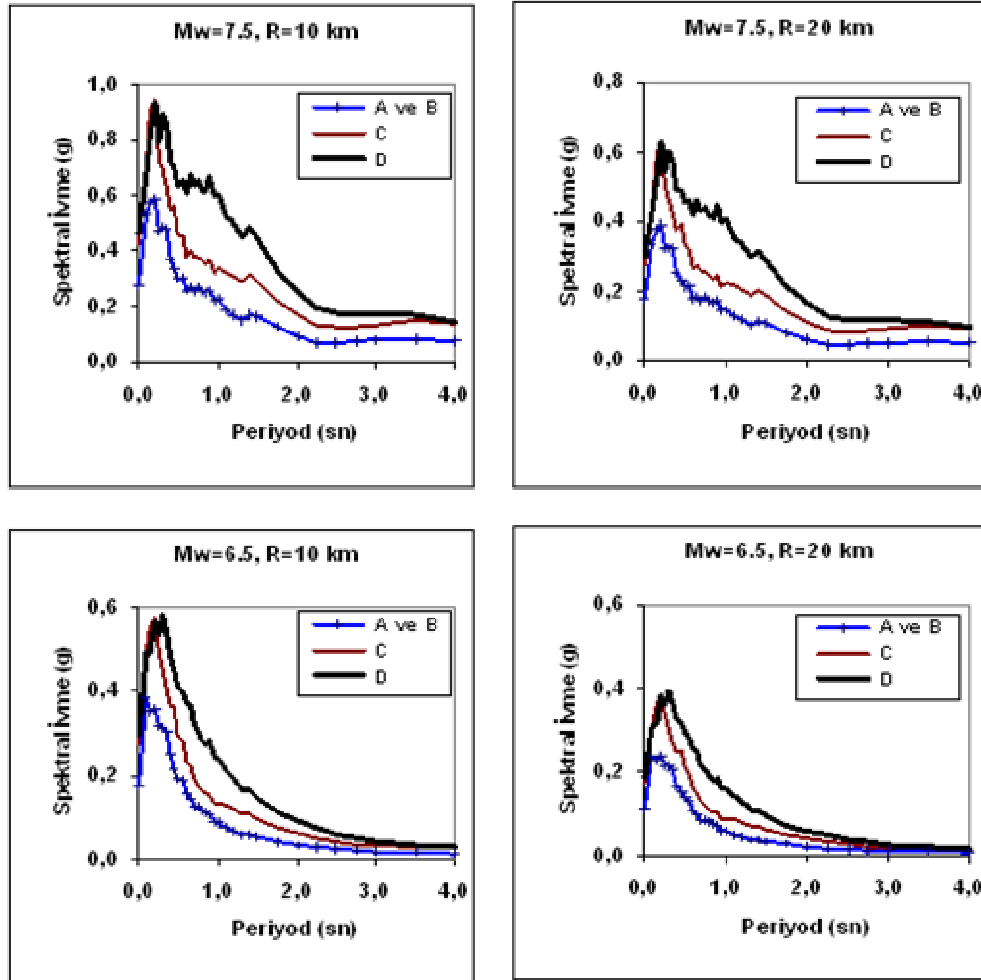 Mw=7.5, R=10 km
Spektral İvme (g)
1,0
0,8
0,6
0,4
0,2
0,0
A ve B
C
D
0,0 1,0 2,0 3,0 4,0
Periyod (sn)
Mw=7.5, R=20 km
Spektral İvme (g)
0,8
0,6
0,4
0,2
0,0
A ve B
C
D
0,0 1,0 2,0 3,0 4,0
Periyod (sn)
Mw=6.5, R=10 km
Spektral İvme (g)
0,6
0,4
0,2
0,0
A ve B
C
D
0,0 1,0 2,0 3,0 4,0
Periyod (sn)
Mw=6.5, R=20 km
Spektral İvme (g)
0,6
0,4
0,2
0,0
A ve B
C
D
0,0 1,0 2,0 3,0 4,0
Periyod (sn)